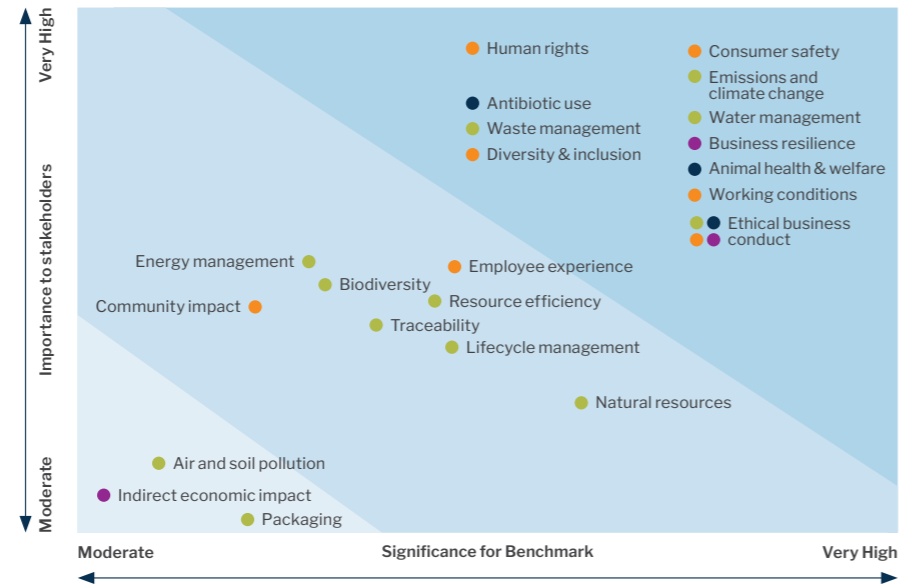 Very High
Importance to stakeholders
Moderate
Human rights
Antibiotic use
Waste management
Diversity & inclusion
Consumer safety
Emissions and
climate change
Water management
Business resilience
Animal health & welfare
Working conditions
Ethical business
conduct
Energy management
Employee experience
Biodiversity
Community impact
Resource efficiency
Traceability
Lifecycle management
Natural resources
Air and soil pollution
Indirect economic impact
Packaging
Moderate
Significance for Benchmark
Very High